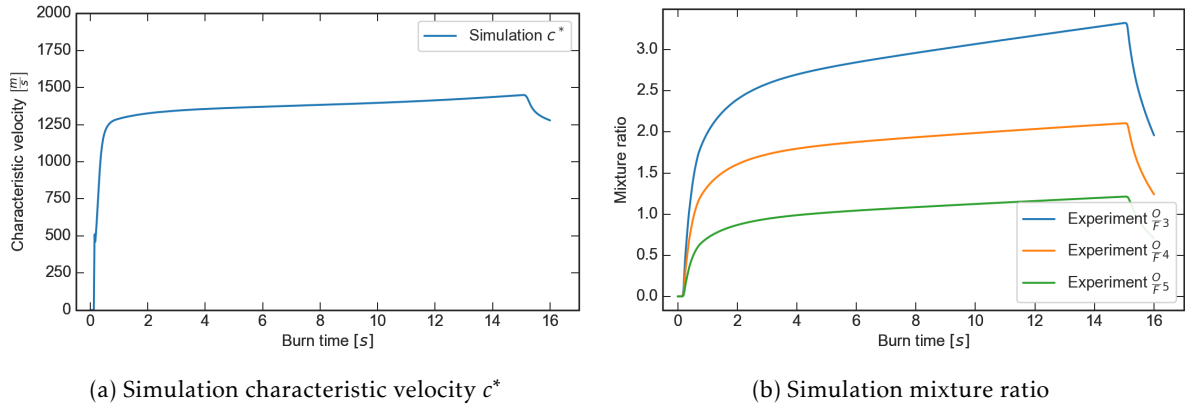 2000
1750
1500
1250
1000
750
500
250
0
Characteristic velocity [m/s]
Simulation c*
0 2 4 6 8 10 12 14 16
Burn time [s]
(a) Simulation characteristic velocity c*
3.0
2.5
2.0
1.5
1.0
0.5
0.0
Mixture ratio
Experiment O/F 3
Experiment O/F 4
Experiment O/F 5
0 2 4 6 8 10 12 14 16
Burn time [s]
(b) Simulation mixture ratio